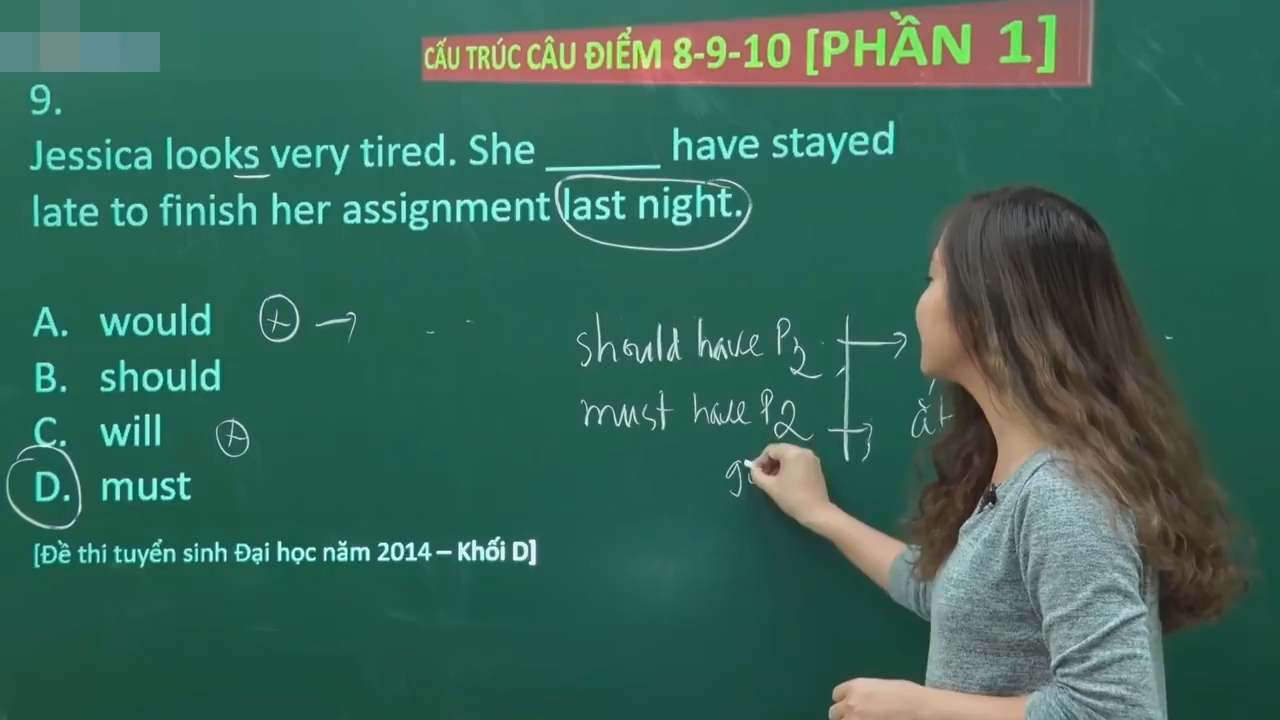 CẤU TRÚC CÂU ĐIỂM 8-9-10 [PHẦN 1]
9.
Jessica looks very tired. She ______ have stayed
late to finish her assignment last night.
A. would
B. should
C. will
D. must
[Đề thi tuyển sinh Đại học năm 2014 – Khối D]
should have P2
must have P2